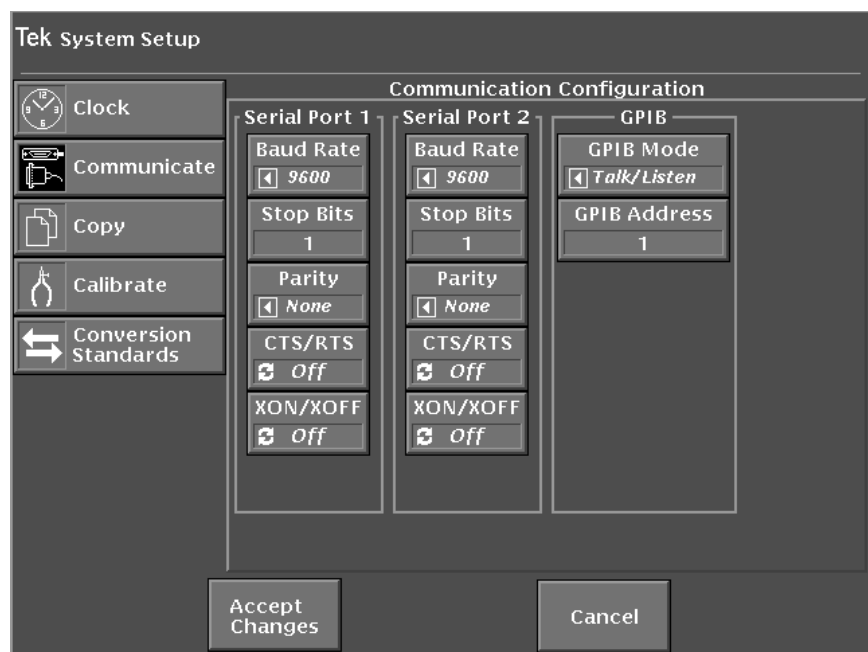 Tek System Setup
Clock
Communicate
Copy
Calibrate
Conversion
Standards
Communication Configuration
Serial Port 1
Baud Rate
9600
Stop Bits
1
Parity
None
CTS/RTS
Off
XON/XOFF
Off
Serial Port 2
Baud Rate
9600
Stop Bits
1
Parity
None
CTS/RTS
Off
XON/XOFF
Off
GPIB
GPIB Mode
Talk/Listen
GPIB Address
1
Accept
Changes
Cancel